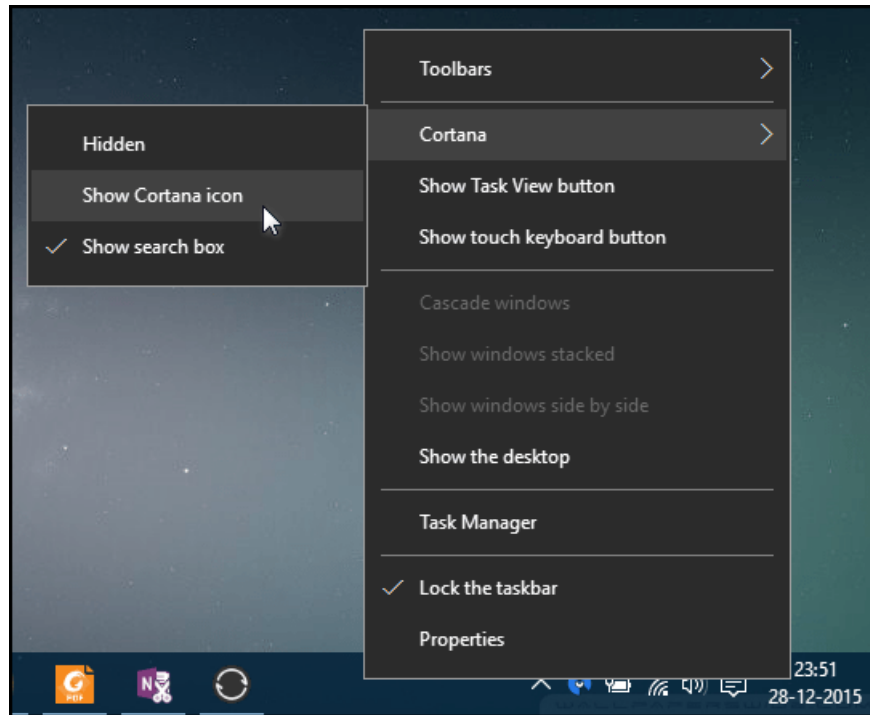 Toolbars
Cortana
Hidden
Show Cortana icon
Show search box
Show Task View button
Show touch keyboard button
Cascade windows
Show windows stacked
Show windows side by side
Show the desktop
Task Manager
Lock the taskbar
Properties
G
PDF
N
23:51
28-12-2015